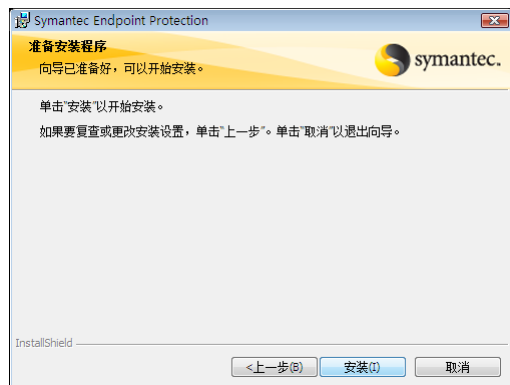 Symantec Endpoint Protection
准备安装程序
向导已准备好，可以开始安装。
symantec.
单击"安装"以开始安装。
如果要复查或更改安装设置，单击"上一步"。单击"取消"以退出向导。
InstallShield
<上一步(B)
安装(I)
取消